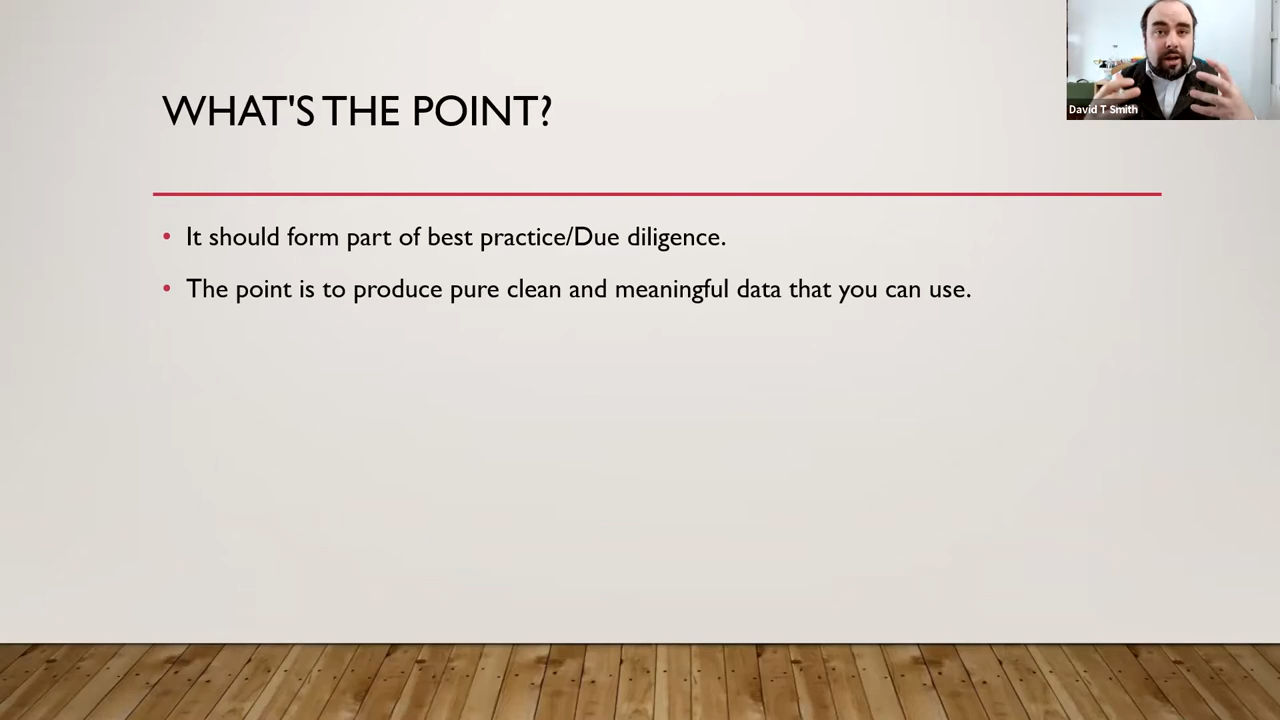 WHAT'S THE POINT?
David T Smith
• It should form part of best practice/Due diligence.
• The point is to produce pure clean and meaningful data that you can use.